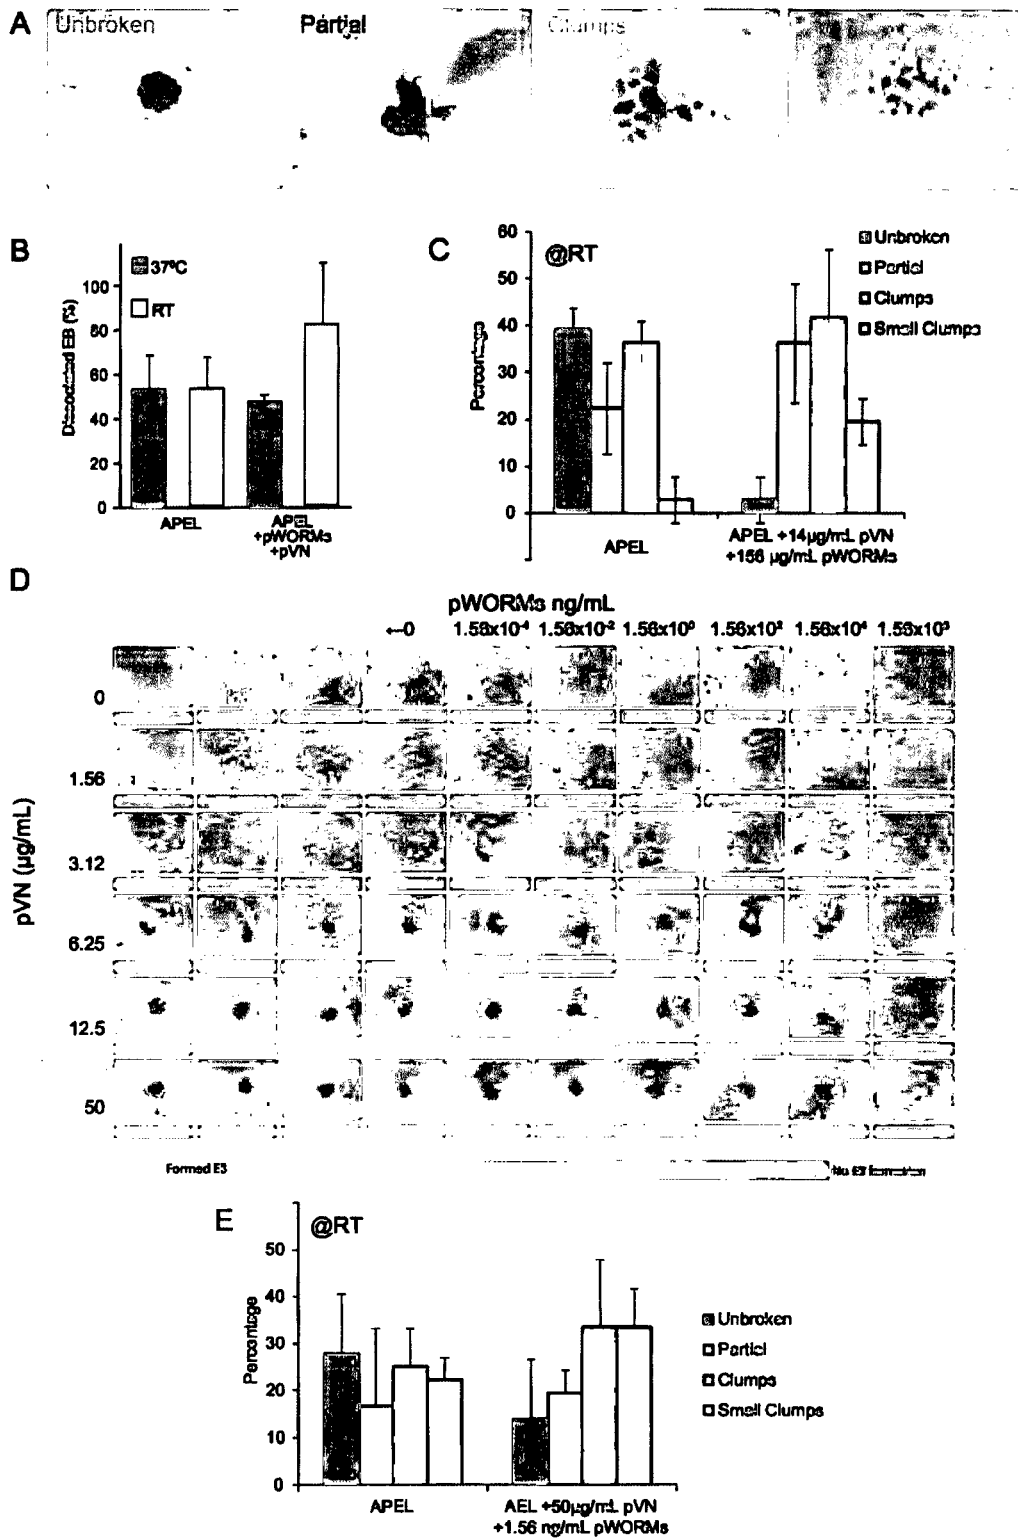 A
Unbroken
Partial
Clumps
B
Dissociated EB (%)
37ºC
RT
100
80
60
40
20
0
APEL
APEL
+pWORMs
+pVN
C
@RT
Percentage
60
50
40
30
20
10
0
Unbroken
Partial
Clumps
Small Clumps
APEL
APEL +14µg/mL pVN
+156 µg/mL pWORMs
D
pWORMs ng/mL
←0 1.56x10⁻⁴ 1.56x10⁻² 1.56x10⁰ 1.56x10² 1.56x10⁴
pVN (µg/mL)
0
1.56
3.12
6.25
12.5
50
Formed
No
E
@RT
Percentage
50
40
30
20
10
0
Unbroken
Partial
Clumps
Small Clumps
APEL
AEL +50µg/mL pVN
+1.56 ng/mL pWORMs